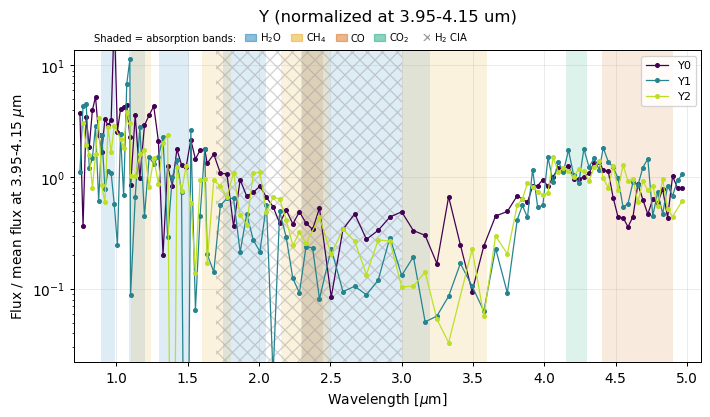 Y (normalized at 3.95-4.15 um)
Shaded = absorption bands: H₂O CH₄ CO CO₂ H₂ CIA
Y0
Y1
Y2
Flux / mean flux at 3.95-4.15 μm
10¹
10⁰
10⁻¹
1.0 1.5 2.0 2.5 3.0 3.5 4.0 4.5 5.0
Wavelength [μm]